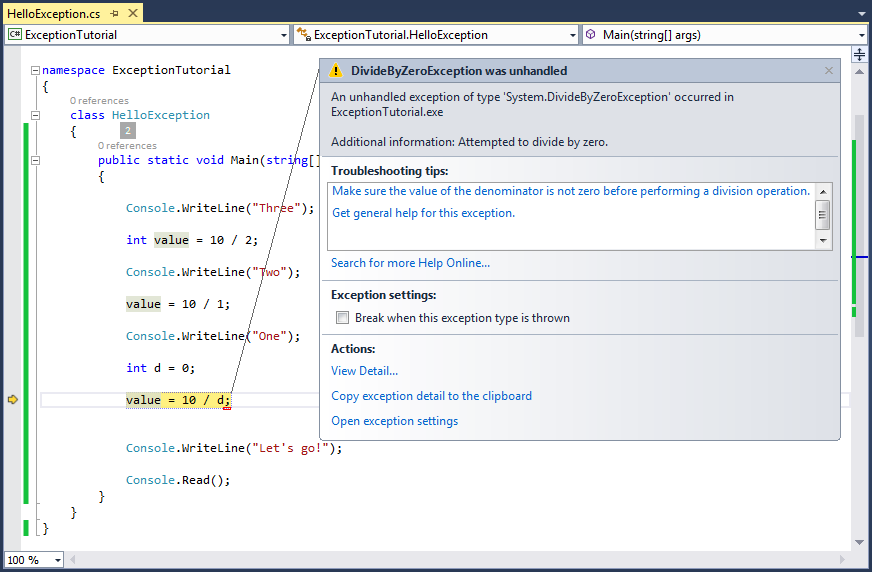 HelloException.cs
ExceptionTutorial
ExceptionTutorial.HelloException
Main(string[] args)
namespace ExceptionTutorial
{
0 references
class HelloException
{
2
0 references
public static void Main(string[]
{
Console.WriteLine("Three");
int value = 10 / 2;
Console.WriteLine("Two");
value = 10 / 1;
Console.WriteLine("One");
int d = 0;
value = 10 / d;
Console.WriteLine("Let's go!");
Console.Read();
}
}
}
DivideByZeroException was unhandled
An unhandled exception of type 'System.DivideByZeroException' occurred in
ExceptionTutorial.exe
Additional information: Attempted to divide by zero.
Troubleshooting tips:
Make sure the value of the denominator is not zero before performing a division operation.
Get general help for this exception.
Search for more Help Online...
Exception settings:
Break when this exception type is thrown
Actions:
View Detail...
Copy exception detail to the clipboard
Open exception settings
100 %